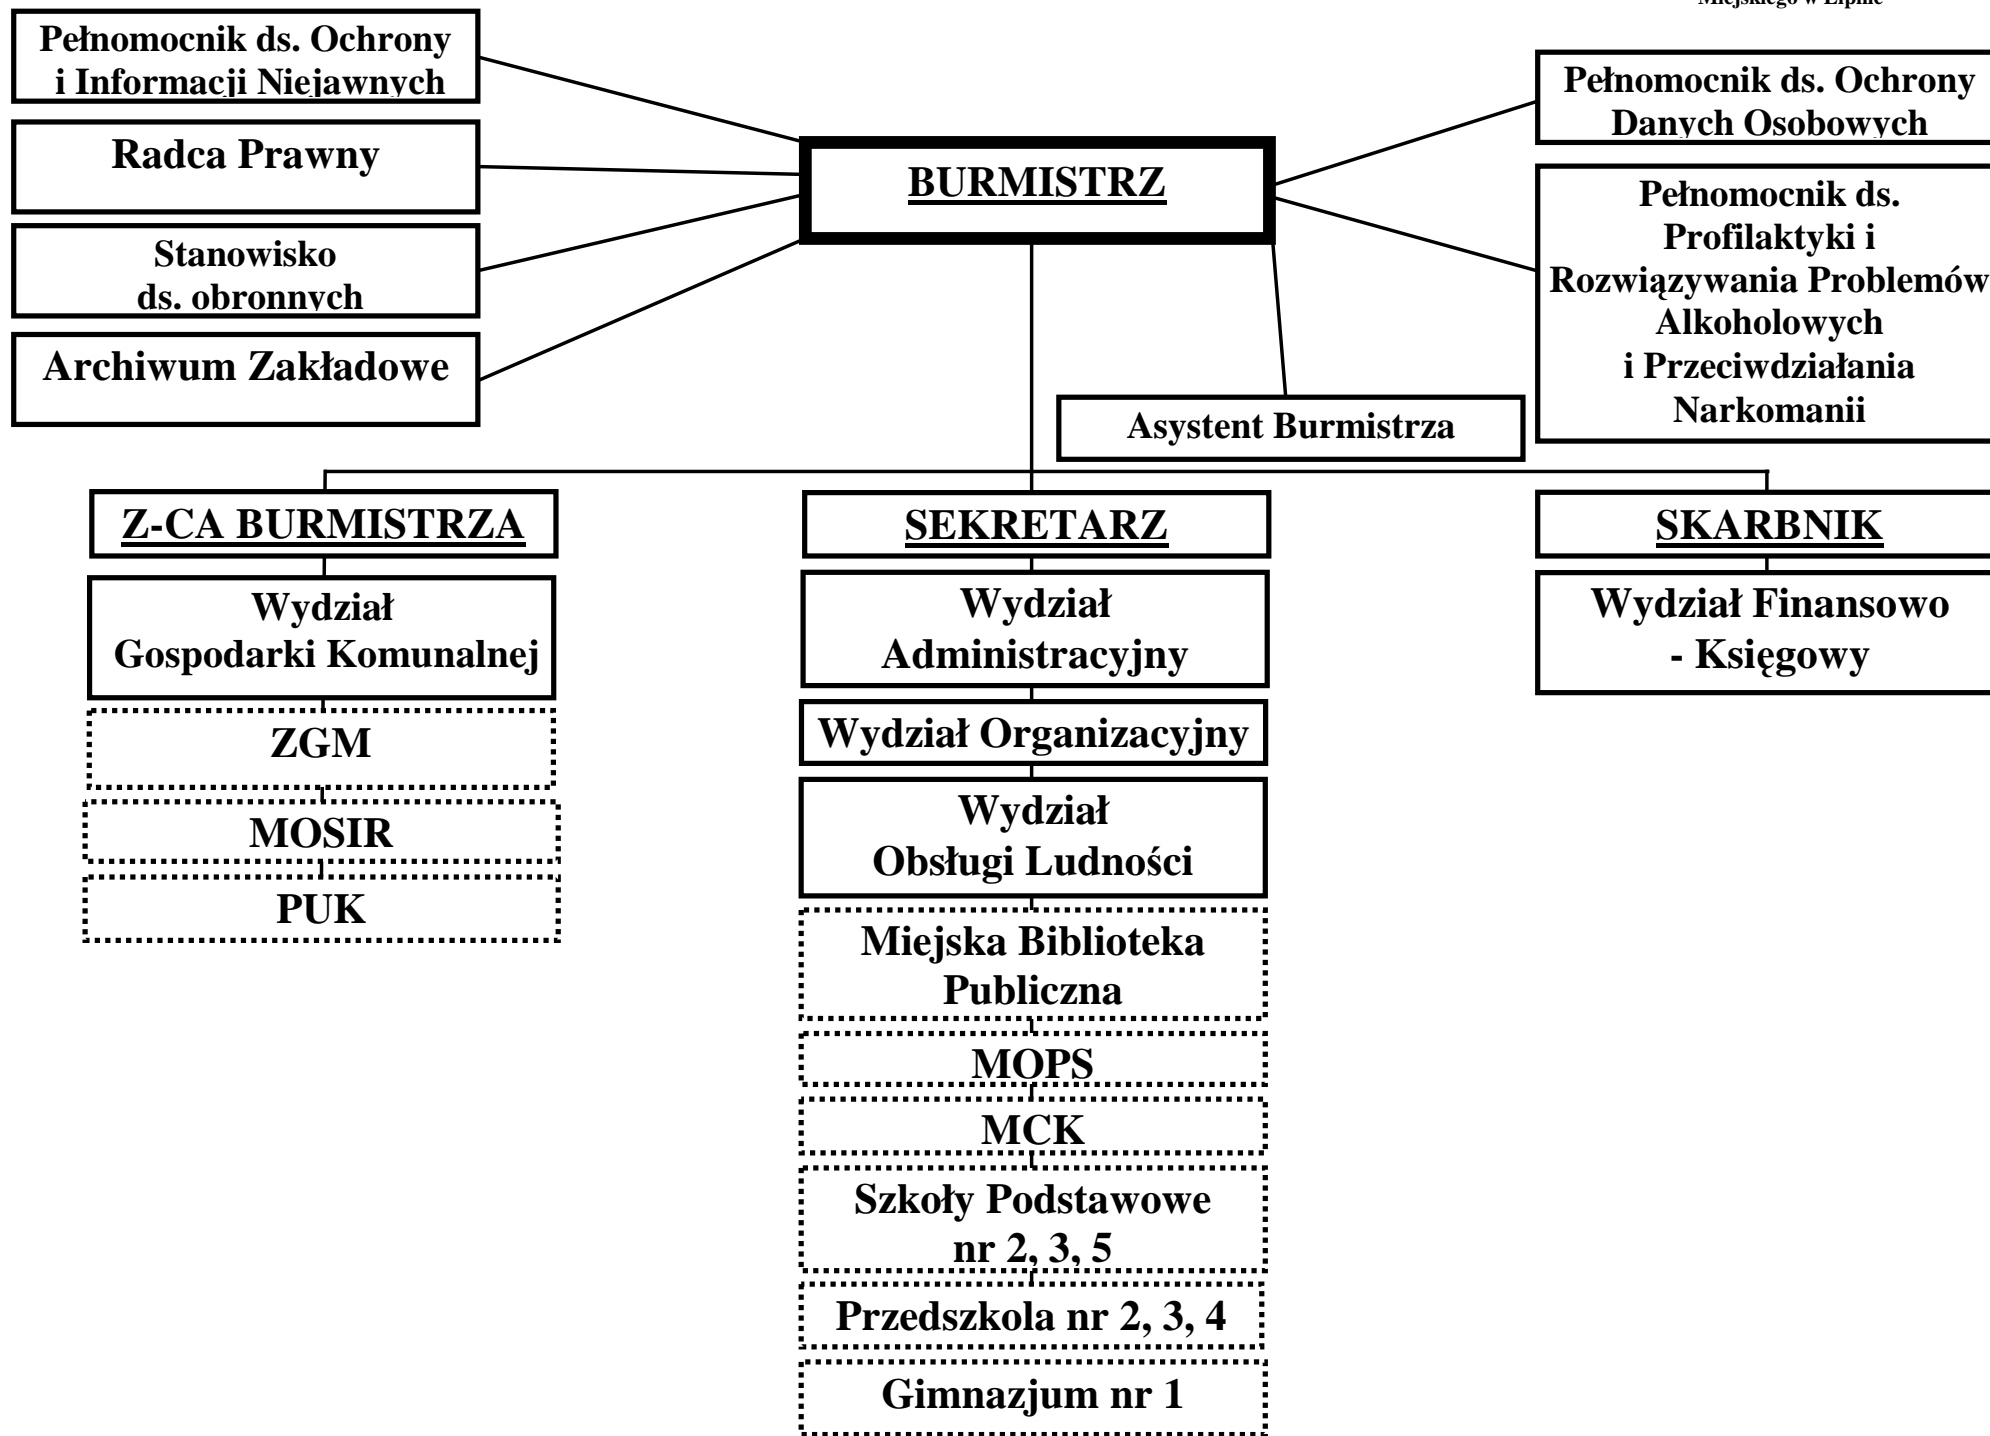 Miejskiego w Lipnie
Pełnomocnik ds. Ochrony
i Informacji Niejawnych
Radca Prawny
Stanowisko
ds. obronnych
Archiwum Zakładowe
BURMISTRZ
Pełnomocnik ds. Ochrony
Danych Osobowych
Pełnomocnik ds.
Profilaktyki i
Rozwiązywania Problemów
Alkoholowych
i Przeciwdziałania
Narkomanii
Asystent Burmistrza
Z-CA BURMISTRZA
Wydział
Gospodarki Komunalnej
ZGM
MOSIR
PUK
SEKRETARZ
Wydział
Administracyjny
Wydział Organizacyjny
Wydział
Obsługi Ludności
Miejska Biblioteka
Publiczna
MOPS
MCK
Szkoły Podstawowe
nr 2, 3, 5
Przedszkola nr 2, 3, 4
Gimnazjum nr 1
SKARBNIK
Wydział Finansowo
- Księgowy